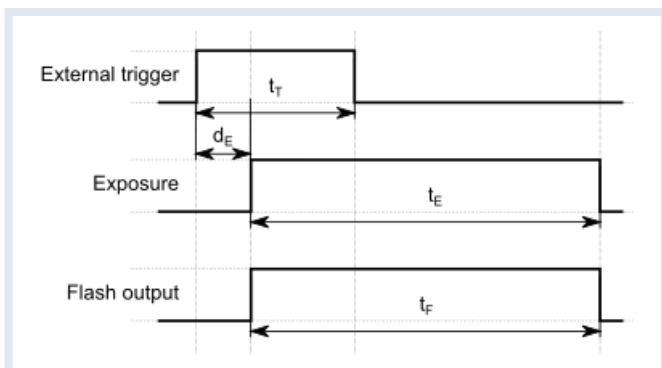 External trigger
t_T
d_E
Exposure
t_E
Flash output
t_F